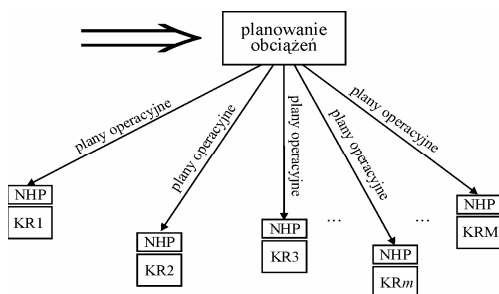 planowanie
obciążeń
plany operacyjne
plany operacyjne
plany operacyjne
plany operacyjne
plany operacyjne
NHP
KR1
NHP
KR2
NHP
KR3
...
NHP
KRm
...
NHP
KRM